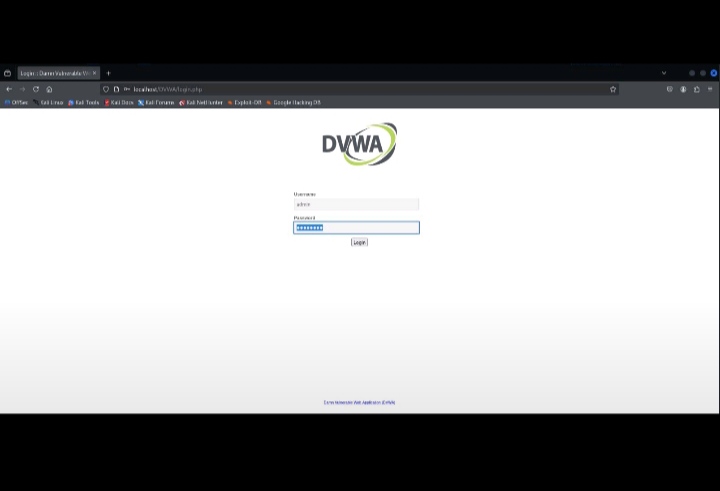 Login :: Damn Vulnerable We
localhost/DVWA/login.php
OffSec Kali Linux Kali Tools Kali Docs Kali Forums Kali NetHunter Exploit-DB Google Hacking DB
DVWA
Username
admin
Password
Login
Damn Vulnerable Web Application (DVWA)